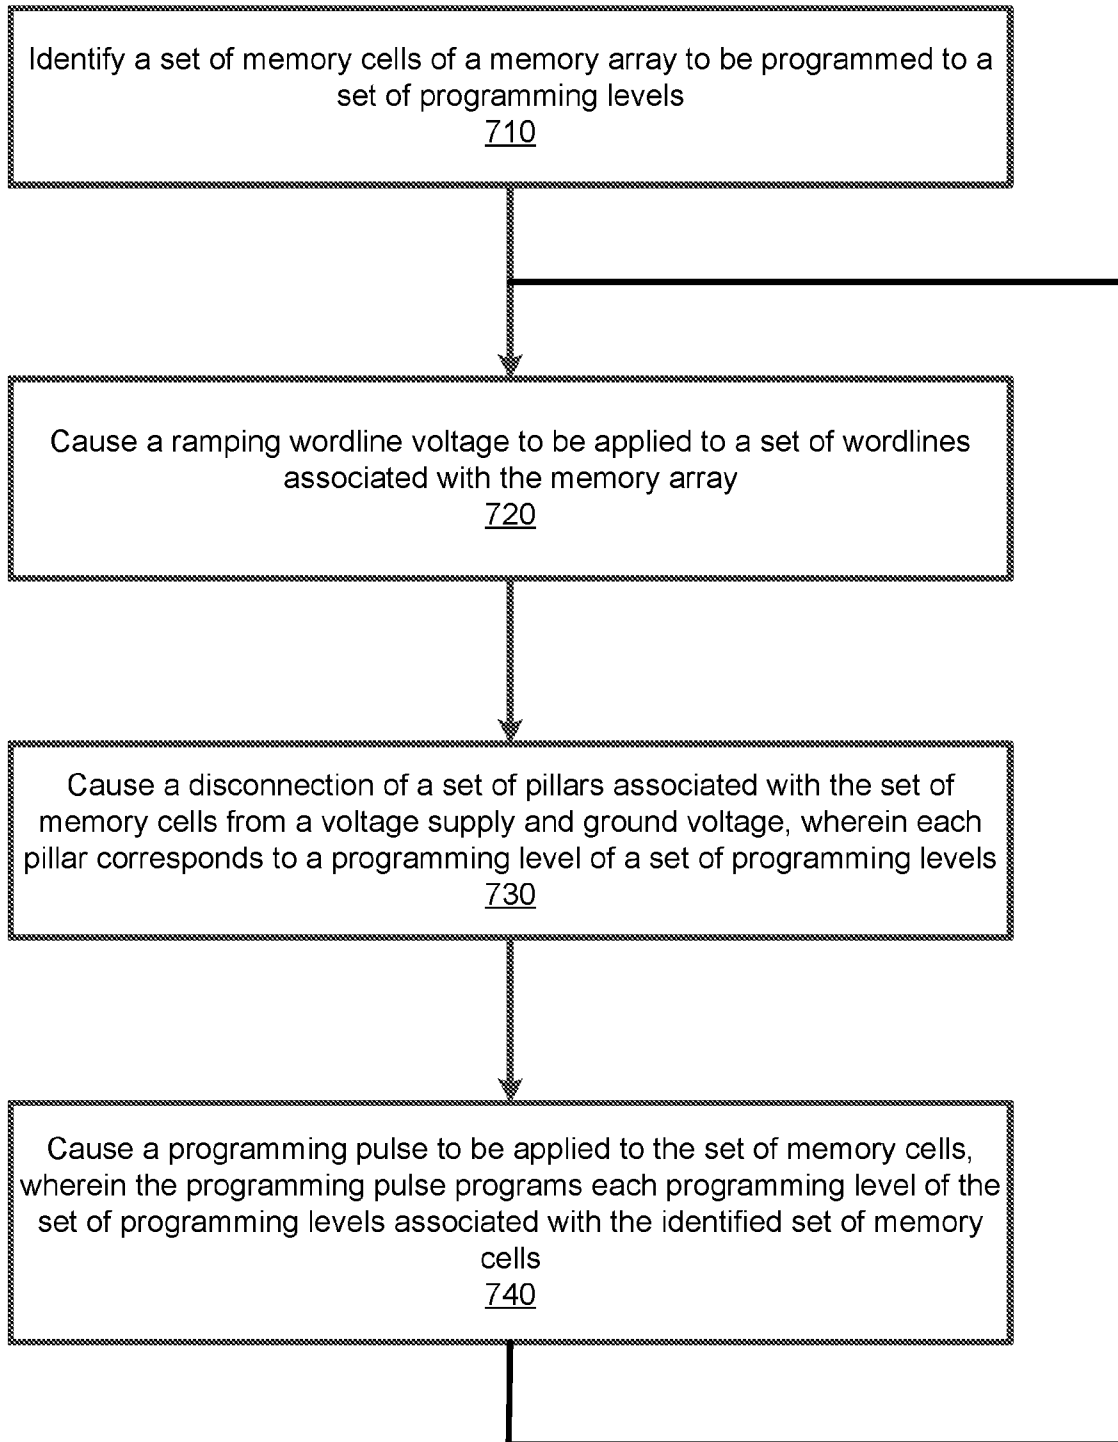 Identify a set of memory cells of a memory array to be programmed to a
set of programming levels
710
Cause a ramping wordline voltage to be applied to a set of wordlines
associated with the memory array
720
Cause a disconnection of a set of pillars associated with the set of
memory cells from a voltage supply and ground voltage, wherein each
pillar corresponds to a programming level of a set of programming levels
730
Cause a programming pulse to be applied to the set of memory cells,
wherein the programming pulse programs each programming level of the
set of programming levels associated with the identified set of memory
cells
740